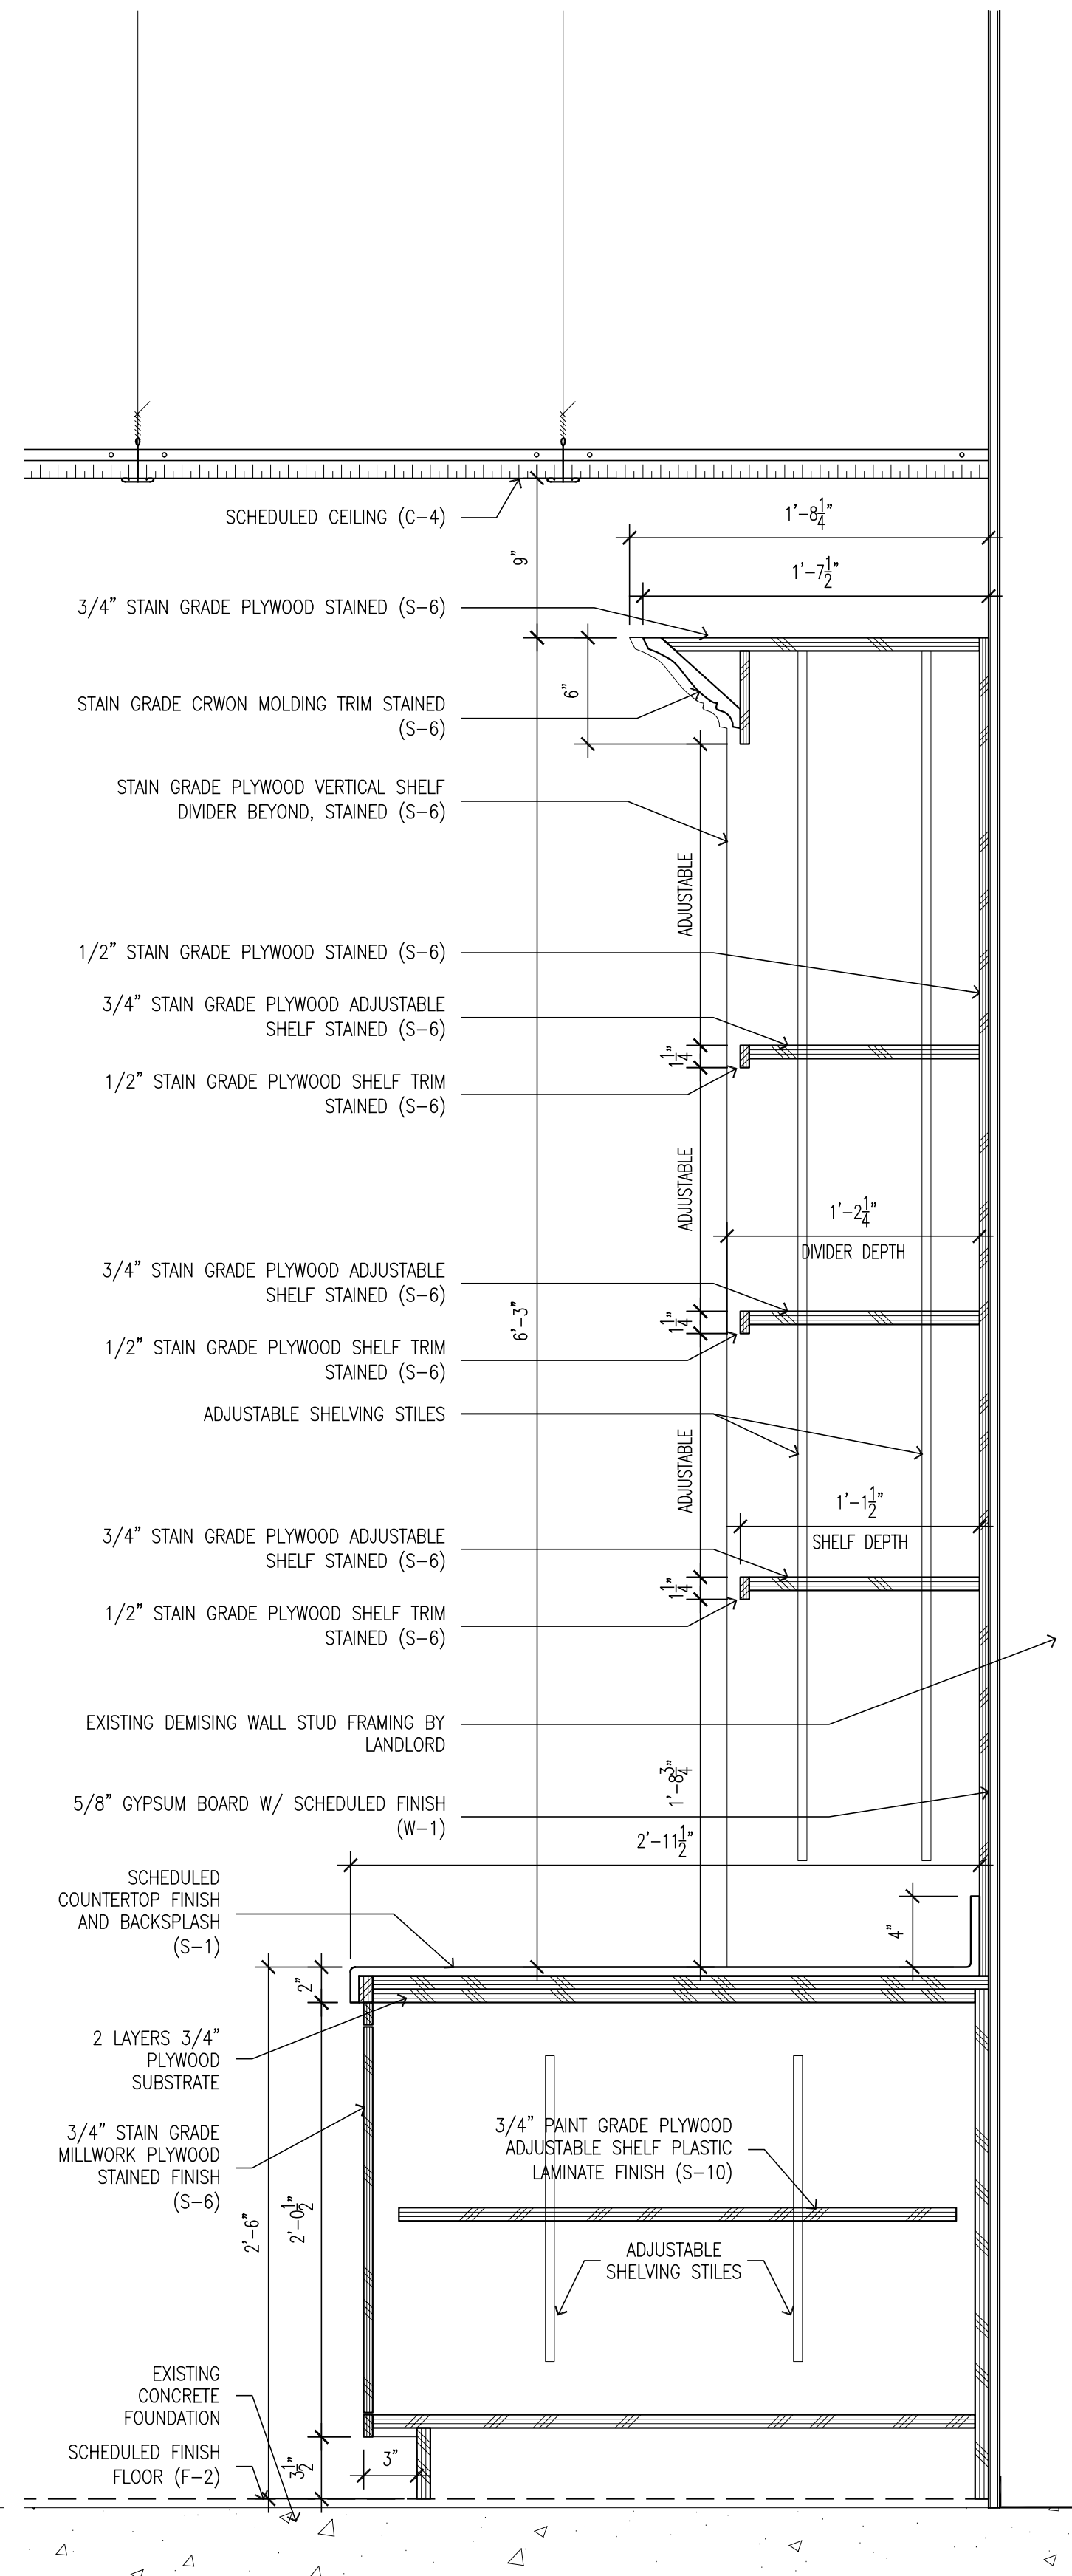 SCHEDULED CEILING (C-4)
1'-8 1/4"
9"
1'-7 1/2"
3/4" STAIN GRADE PLYWOOD STAINED (S-6)
6"
STAIN GRADE CRWON MOLDING TRIM STAINED
(S-6)
STAIN GRADE PLYWOOD VERTICAL SHELF
DIVIDER BEYOND, STAINED (S-6)
ADJUSTABLE
1/2" STAIN GRADE PLYWOOD STAINED (S-6)
3/4" STAIN GRADE PLYWOOD ADJUSTABLE
SHELF STAINED (S-6)
1 1/4"
1/2" STAIN GRADE PLYWOOD SHELF TRIM
STAINED (S-6)
ADJUSTABLE
1'-2 1/4"
DIVIDER DEPTH
3/4" STAIN GRADE PLYWOOD ADJUSTABLE
SHELF STAINED (S-6)
6'-3"
1 1/4"
1/2" STAIN GRADE PLYWOOD SHELF TRIM
STAINED (S-6)
ADJUSTABLE SHELVING STILES
ADJUSTABLE
1'-1 1/2"
SHELF DEPTH
3/4" STAIN GRADE PLYWOOD ADJUSTABLE
SHELF STAINED (S-6)
1 1/4"
1/2" STAIN GRADE PLYWOOD SHELF TRIM
STAINED (S-6)
EXISTING DEMISING WALL STUD FRAMING BY
LANDLORD
1'-8 3/4"
5/8" GYPSUM BOARD W/ SCHEDULED FINISH
(W-1)
2'-11 1/2"
SCHEDULED
COUNTERTOP FINISH
AND BACKSPLASH
(S-1)
4"
2"
2 LAYERS 3/4"
PLYWOOD
SUBSTRATE
3/4" STAIN GRADE
MILLWORK PLYWOOD
STAINED FINISH
(S-6)
3/4" PAINT GRADE PLYWOOD
ADJUSTABLE SHELF PLASTIC
LAMINATE FINISH (S-10)
2'-6"
2'-0 1/2"
ADJUSTABLE
SHELVING STILES
EXISTING
CONCRETE
FOUNDATION
SCHEDULED FINISH
FLOOR (F-2)
3 1/2"
3"